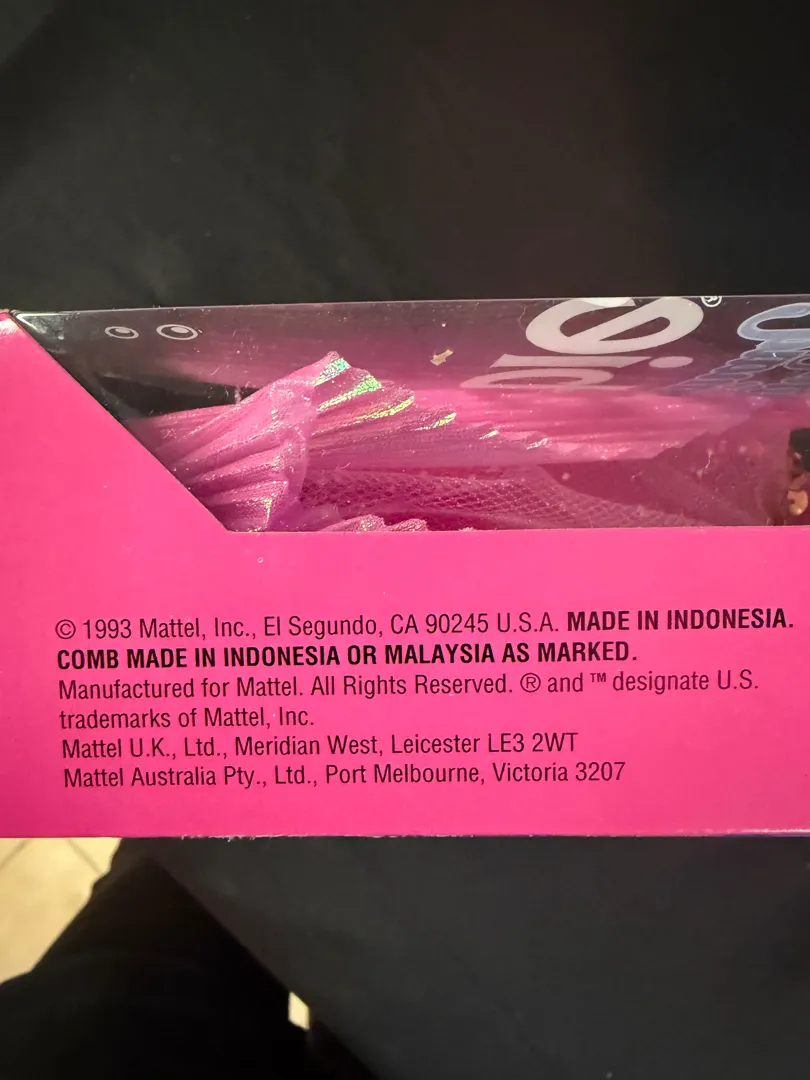 © 1993 Mattel, Inc., El Segundo, CA 90245 U.S.A. MADE IN INDONESIA.
COMB MADE IN INDONESIA OR MALAYSIA AS MARKED.
Manufactured for Mattel. All Rights Reserved. ® and ™ designate U.S.
trademarks of Mattel, Inc.
Mattel U.K., Ltd., Meridian West, Leicester LE3 2WT
Mattel Australia Pty., Ltd., Port Melbourne, Victoria 3207